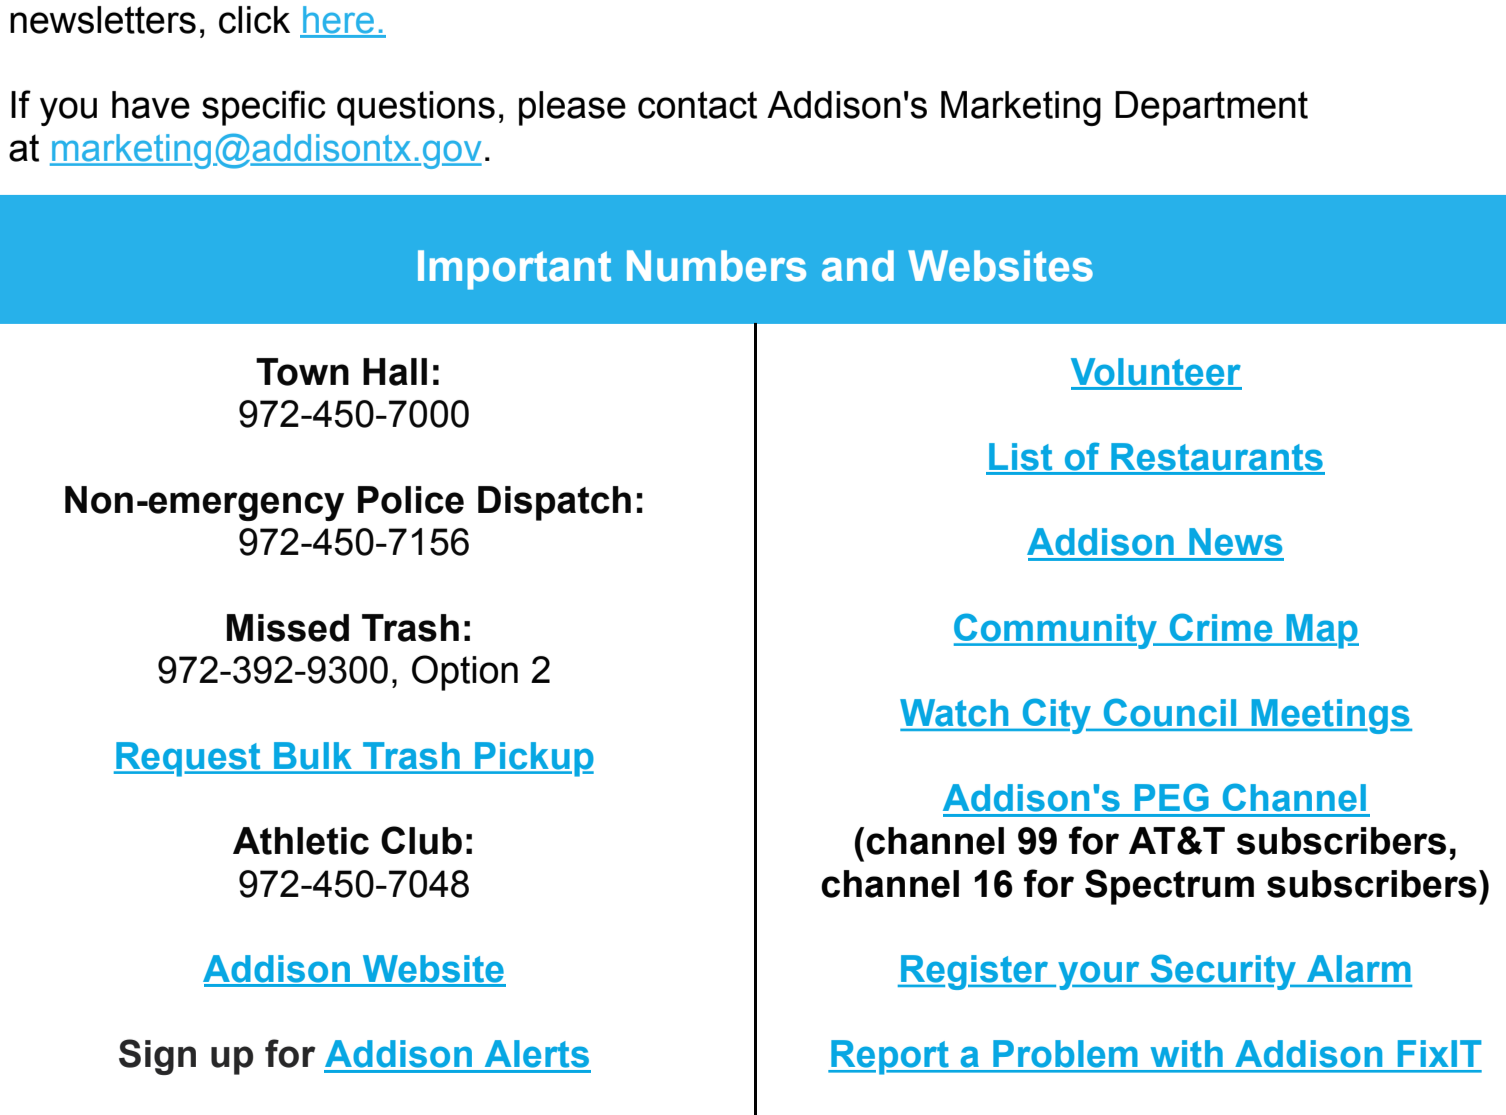 newsletters, click here.
If you have specific questions, please contact Addison's Marketing Department
at marketing@addisontx.gov.
Important Numbers and Websites
Town Hall:
972-450-7000
Non-emergency Police Dispatch:
972-450-7156
Missed Trash:
972-392-9300, Option 2
Request Bulk Trash Pickup
Athletic Club:
972-450-7048
Addison Website
Sign up for Addison Alerts
Volunteer
List of Restaurants
Addison News
Community Crime Map
Watch City Council Meetings
Addison's PEG Channel
(channel 99 for AT&T subscribers,
channel 16 for Spectrum subscribers)
Register your Security Alarm
Report a Problem with Addison FixIT